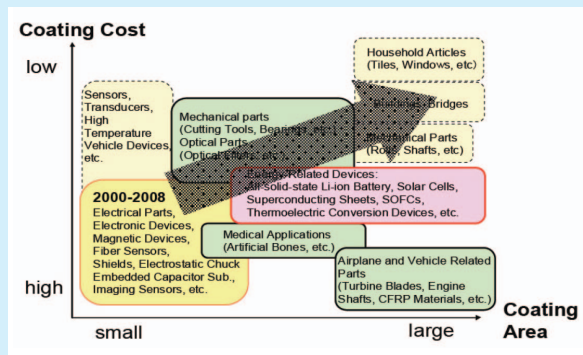 Coating Cost
low
high
Sensors,
Transducers,
High
Temperature
Vehicle Devices,
etc.
Mechanical parts
(Cutting Tools, Bearings, etc.)
Optical Parts
(Optical etc.)
Household Articles
(Tiles, Windows, etc)
Bridges
Mechanical Parts
(Rolls, Shafts, etc.)
2000-2008
Electrical Parts,
Electronic Devices,
Magnetic Devices,
Fiber Sensors,
Shields, Electrostatic Chuck
Embedded Capacitor Sub.,
Imaging Sensors, etc.
Energy Related Devices:
All-solid-state Li-ion Battery, Solar Cells,
Superconducting Sheets, SOFCs,
Thermoelectric Conversion Devices, etc.
Medical Applications
(Artificial Bones, etc.)
Airplane and Vehicle Related
Parts
(Turbine Blades, Engine
Shafts, CFRP Materials, etc.)
small
large
Coating
Area